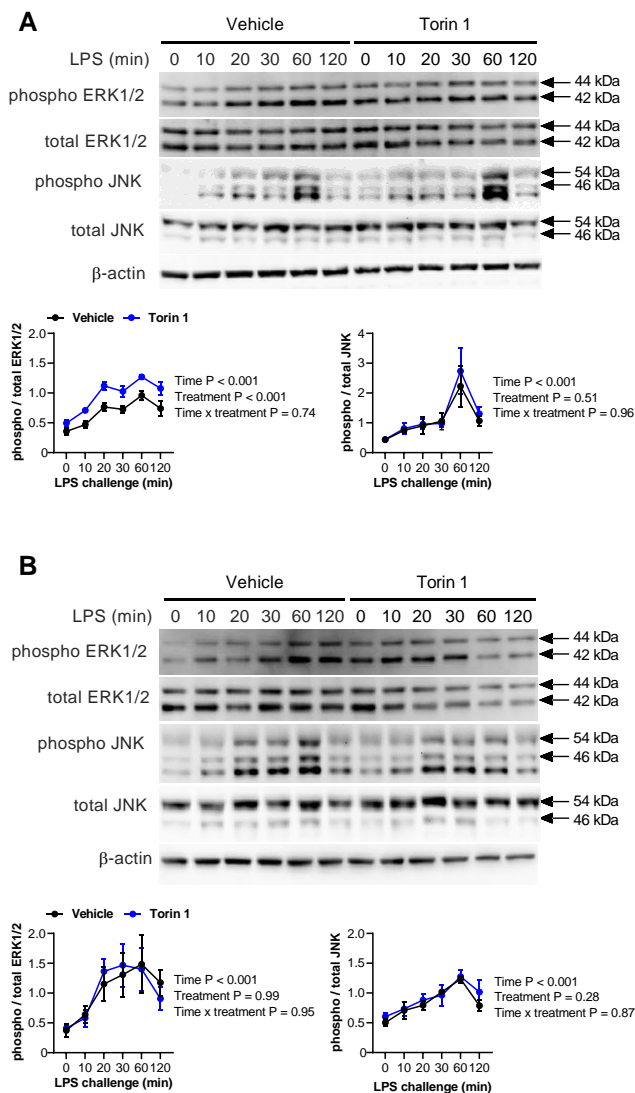 A
Vehicle Torin 1
LPS (min) 0 10 20 30 60 120 0 10 20 30 60 120
phospho ERK1/2 44 kDa
42 kDa
total ERK1/2 44 kDa
42 kDa
phospho JNK 54 kDa
46 kDa
total JNK 54 kDa
46 kDa
β-actin
Vehicle Torin 1
phospho / total ERK1/2
2.0
1.5
1.0
0.5
0
0 10 20 30 60 120
LPS challenge (min)
Time P < 0.001
Treatment P < 0.001
Time x treatment P = 0.74
phospho / total JNK
4
3
2
1
0
0 10 20 30 60 120
LPS challenge (min)
Time P < 0.001
Treatment P = 0.51
Time x treatment P = 0.96
B
Vehicle Torin 1
LPS (min) 0 10 20 30 60 120 0 10 20 30 60 120
phospho ERK1/2 44 kDa
42 kDa
total ERK1/2 44 kDa
42 kDa
phospho JNK 54 kDa
46 kDa
total JNK 54 kDa
46 kDa
β-actin
Vehicle Torin 1
phospho / total ERK1/2
2.0
1.5
1.0
0.5
0
0 10 20 30 60 120
LPS challenge (min)
Time P < 0.001
Treatment P = 0.99
Time x treatment P = 0.95
phospho / total JNK
2.0
1.5
1.0
0.5
0
0 10 20 30 60 120
LPS challenge (min)
Time P < 0.001
Treatment P = 0.28
Time x treatment P = 0.87